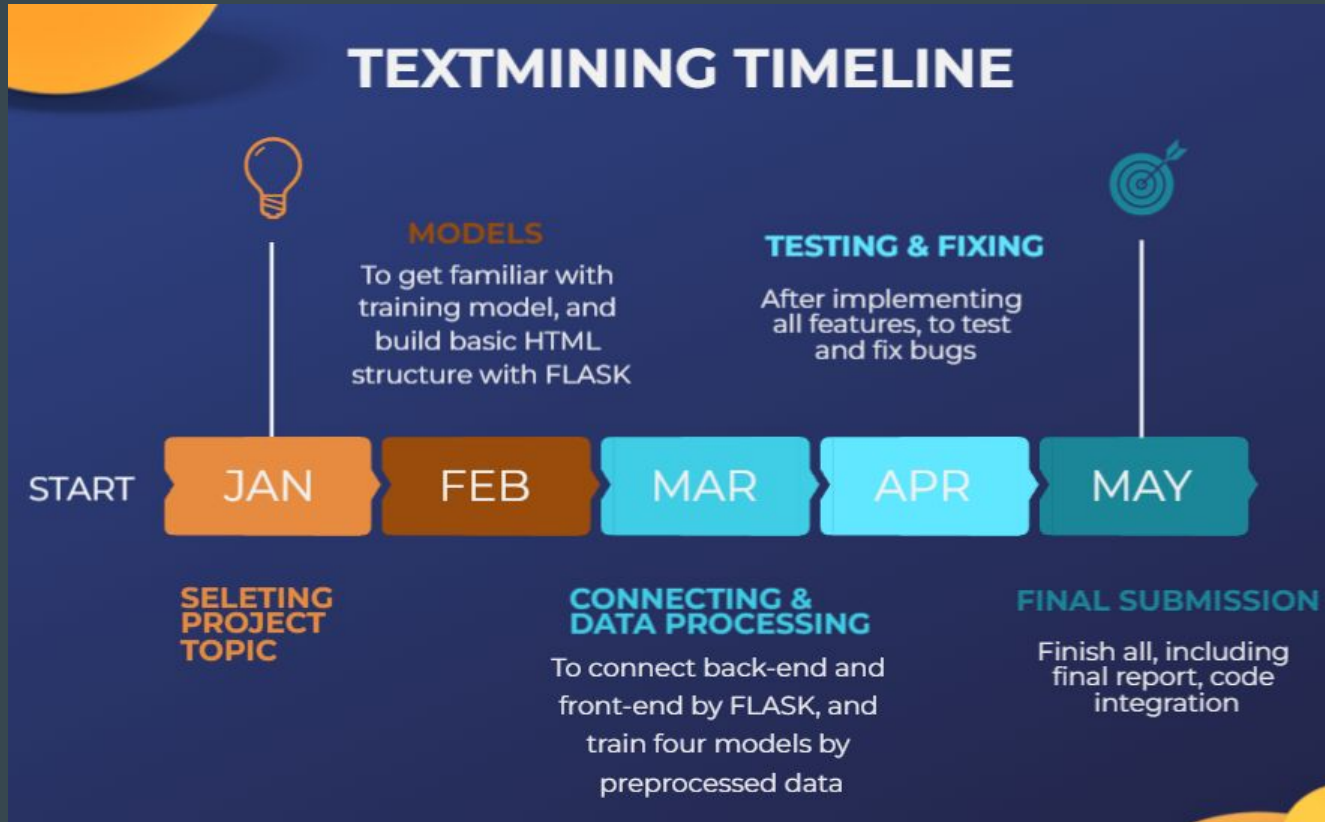 TEXTMINING TIMELINE
MODELS
To get familiar with
training model, and
build basic HTML
structure with FLASK
TESTING & FIXING
After implementing
all features, to test
and fix bugs
START
JAN
FEB
MAR
APR
MAY
SELETING
PROJECT
TOPIC
CONNECTING &
DATA PROCESSING
To connect back-end and
front-end by FLASK, and
train four models by
preprocessed data
FINAL SUBMISSION
Finish all, including
final report, code
integration